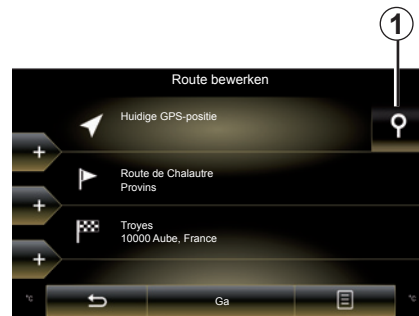 1
Route bewerken
Huidige GPS-positie
+
Route de Chalautre
Provins
+
Troyes
10000 Aube, France
+
°C
Ga
°C